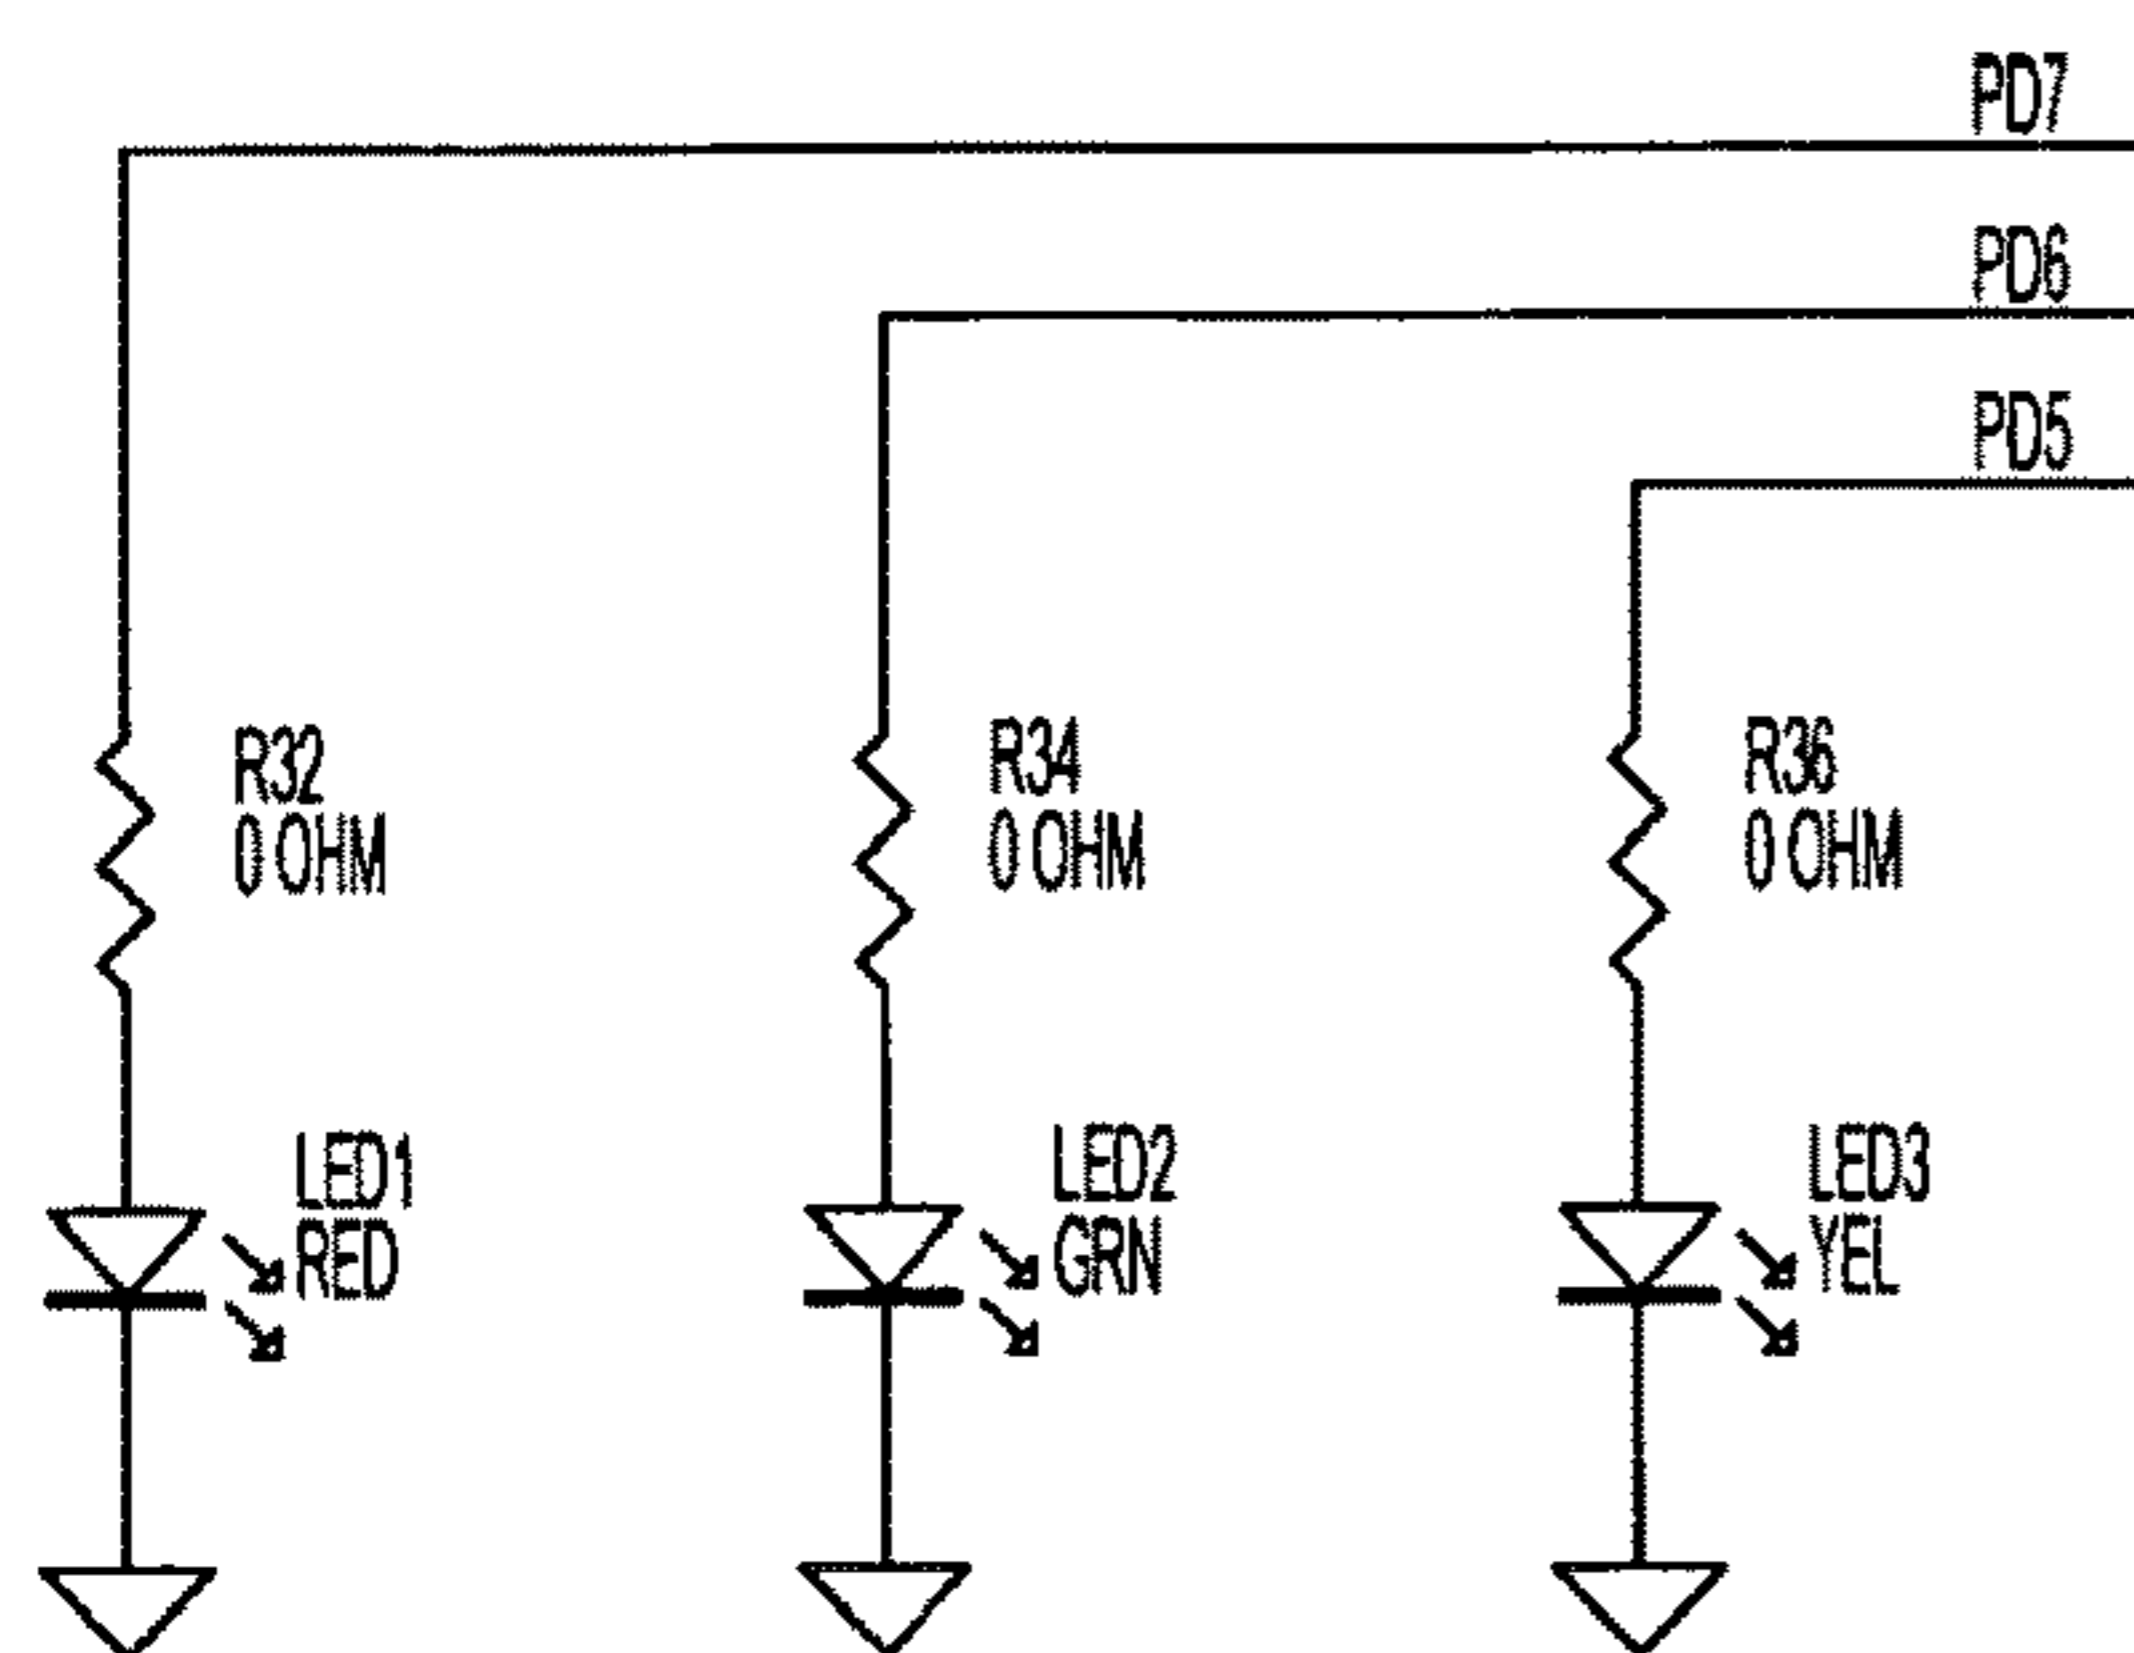 PD7
PD6
PD5
R32
0 OHM
R34
0 OHM
R36
0 OHM
LED1
RED
LED2
GRN
LED3
YEL